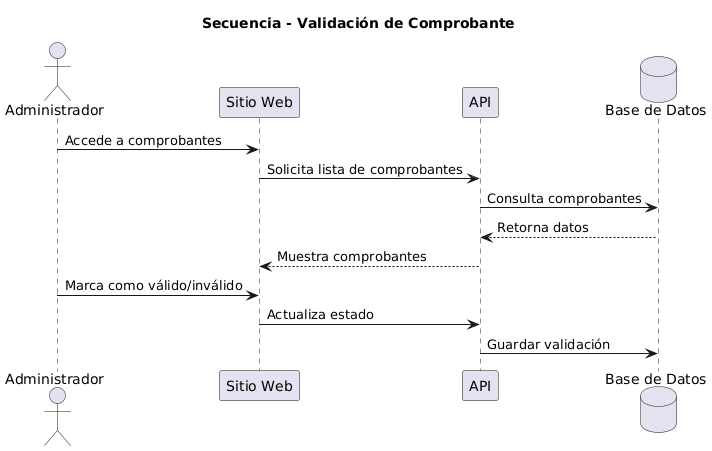 Secuencia - Validación de Comprobante
Administrador
Sitio Web
API
Base de Datos
Accede a comprobantes
Solicita lista de comprobantes
Consulta comprobantes
Retorna datos
Muestra comprobantes
Marca como válido/inválido
Actualiza estado
Guardar validación
Administrador
Sitio Web
API
Base de Datos